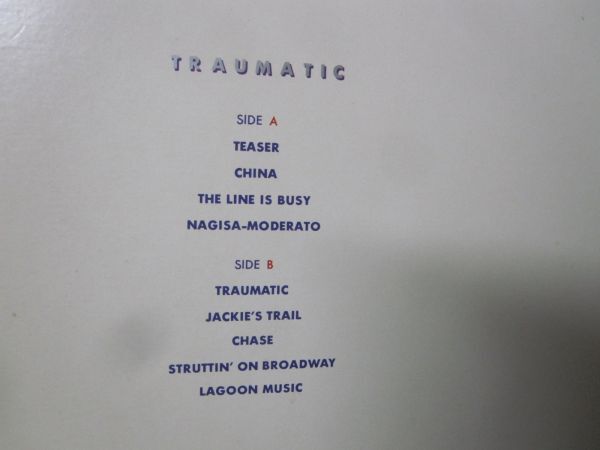 TRAUMATIC
SIDE A
TEASER
CHINA
THE LINE IS BUSY
NAGISA-MODERATO
SIDE B
TRAUMATIC
JACKIE'S TRAIL
CHASE
STRUTTIN' ON BROADWAY
LAGOON MUSIC